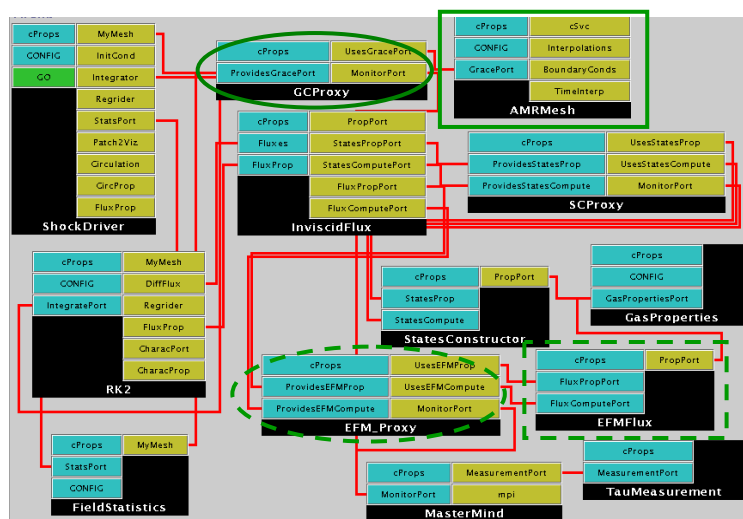 cProps MyMesh
CONFIG InitCond
GO Integrator
Regrider
StatsPort
Patch2Viz
Circulation
CircProp
FluxProp
ShockDriver
cProps UsesGracePort
ProvidesGracePort MonitorPort
GCProxy
cProps cSvc
CONFIG Interpolations
GracePort BoundaryConds
TimeInterp
AMRMesh
cProps PropPort
Fluxes StatesPropPort
FluxProp StatesComputePort
FluxPropPort
FluxComputePort
InviscidFlux
cProps UsesStatesProp
ProvidesStatesProp UsesStatesCompute
ProvidesStatesCompute MonitorPort
SCProxy
cProps MyMesh
CONFIG DiffFlux
IntegratePort Regrider
FluxProp
CharacPort
CharacProp
RK2
cProps PropPort
StatesProp
StatesCompute
StatesConstructor
cProps
CONFIG
GasPropertiesPort
GasProperties
cProps UsesEFMProp
ProvidesEFMProp UsesEFMCompute
ProvidesEFMCompute MonitorPort
EFM_Proxy
cProps PropPort
FluxPropPort
FluxComputePort
EFMFlux
cProps MyMesh
StatsPort
CONFIG
FieldStatistics
cProps MeasurementPort
MonitorPort mpi
MasterMind
cProps
MeasurementPort
TauMeasurement